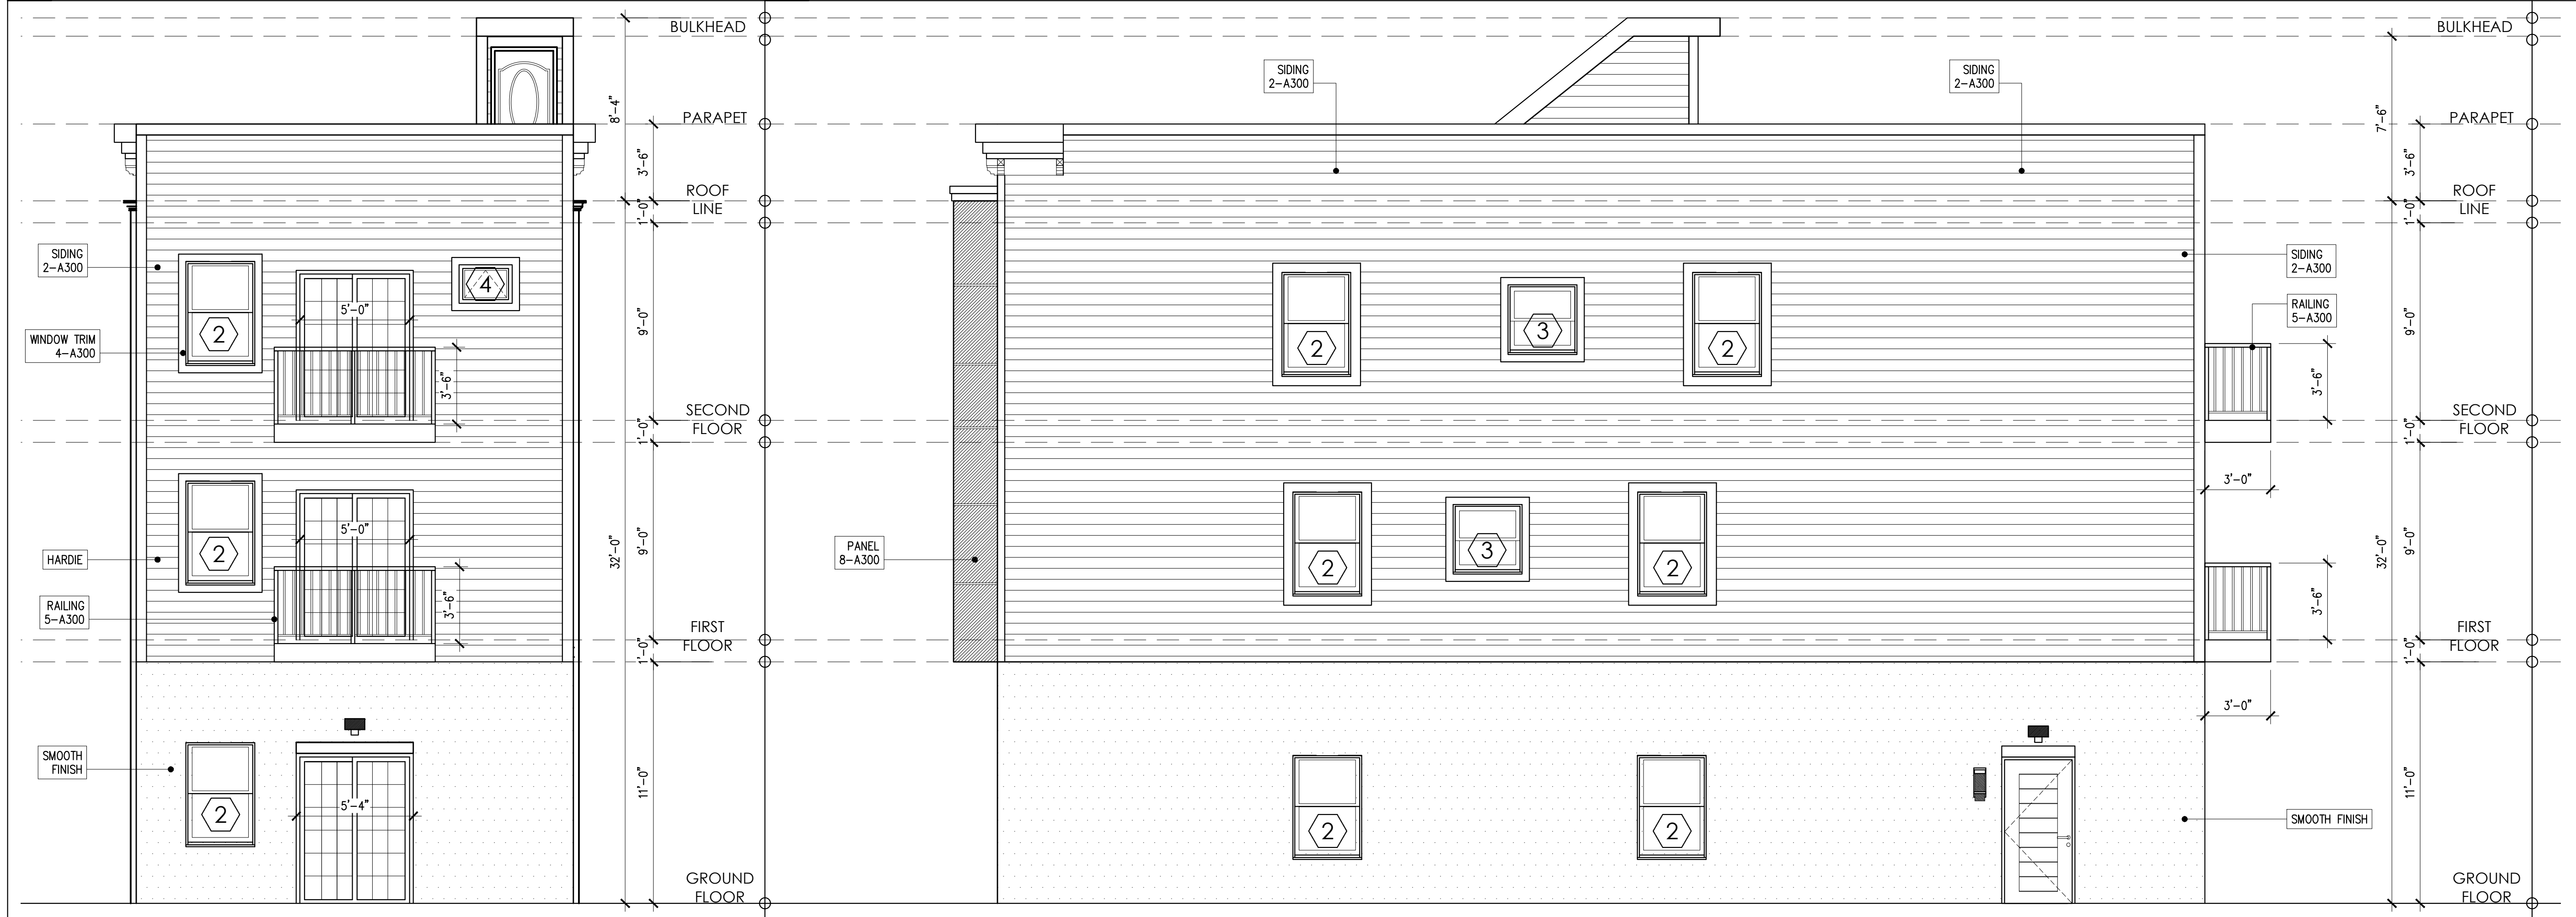 BULKHEAD
8'-4"
PARAPET
3'-6"
ROOF
LINE
1'-0"
SIDING
2-A300
4
5'-0"
2
WINDOW TRIM
4-A300
9'-0"
3'-6"
SECOND
FLOOR
1'-0"
5'-0"
2
HARDIE
32'-0"
9'-0"
RAILING
5-A300
3'-6"
FIRST
FLOOR
1'-0"
SMOOTH
FINISH
5'-4"
2
11'-0"
GROUND
FLOOR
SIDING
2-A300
SIDING
2-A300
BULKHEAD
7'-6"
PARAPET
3'-6"
ROOF
LINE
1'-0"
SIDING
2-A300
RAILING
5-A300
2
3
2
9'-0"
3'-6"
SECOND
FLOOR
1'-0"
3'-0"
PANEL
8-A300
2
3
2
32'-0"
9'-0"
3'-6"
FIRST
FLOOR
1'-0"
3'-0"
2
2
SMOOTH FINISH
11'-0"
GROUND
FLOOR